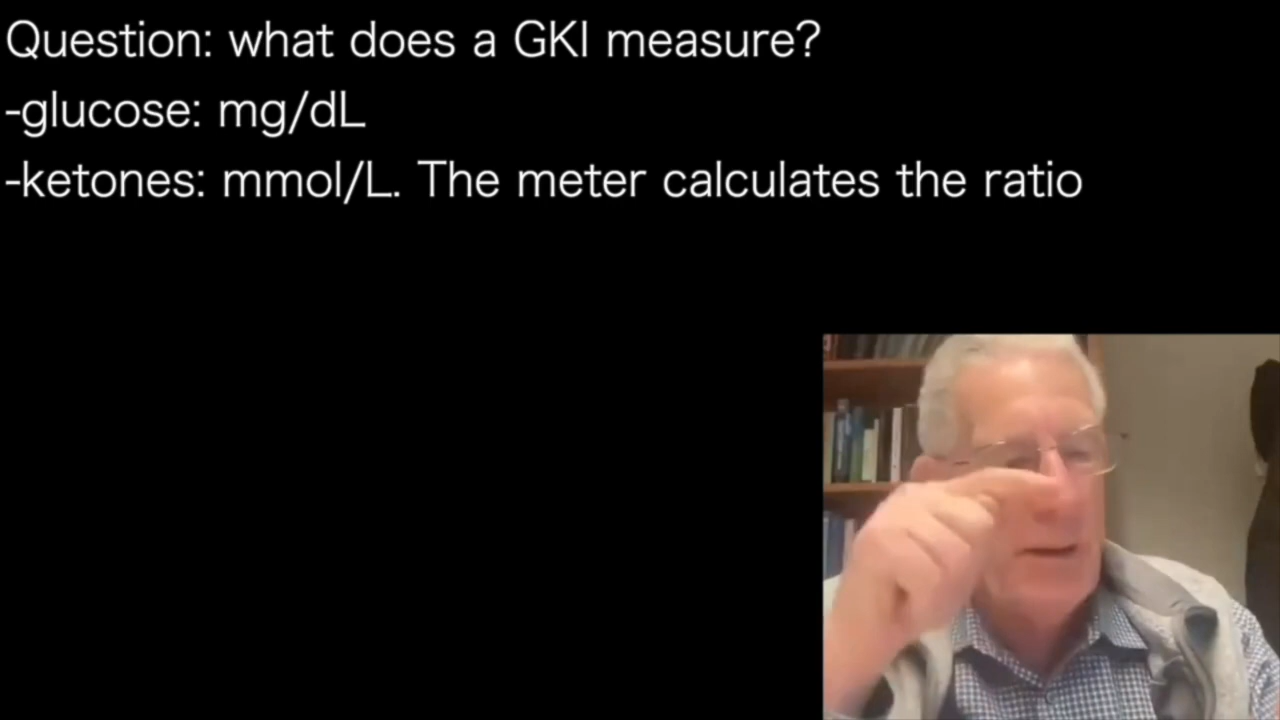 Question: what does a GKI measure?
-glucose: mg/dL
-ketones: mmol/L. The meter calculates the ratio